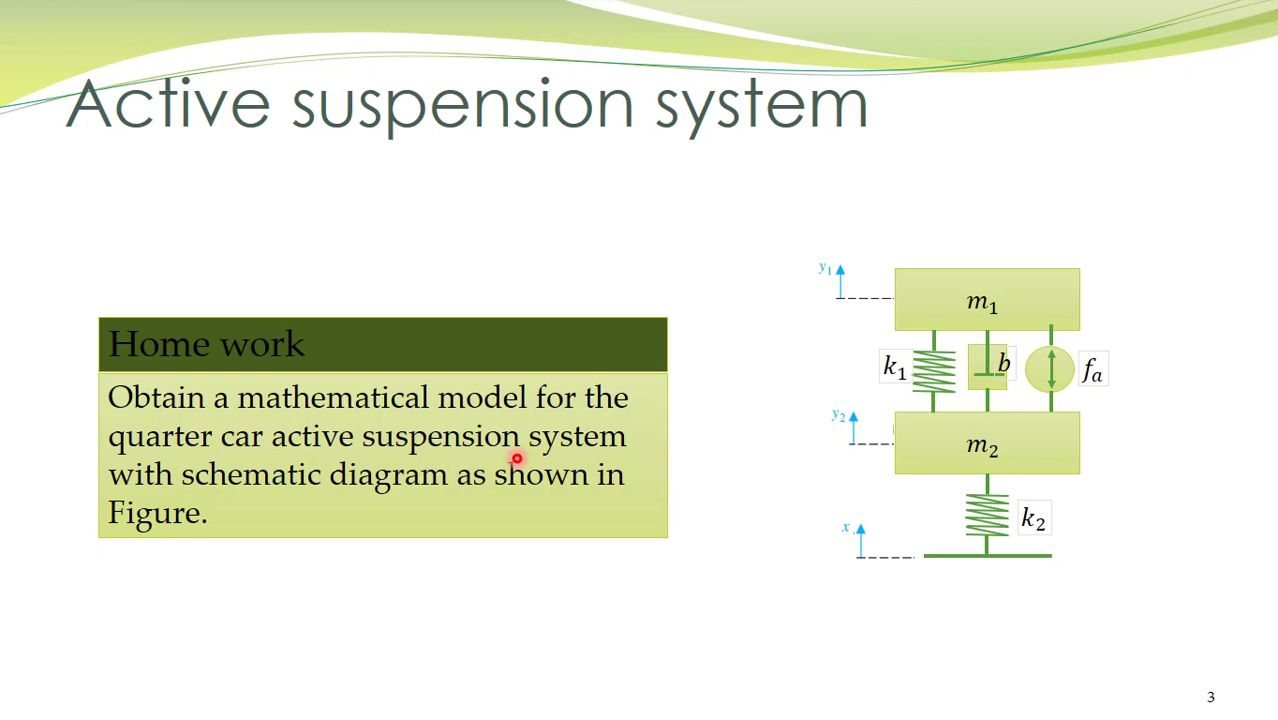 Active suspension system
Home work
Obtain a mathematical model for the
quarter car active suspension system
with schematic diagram as shown in
Figure.
y₁
m₁
k₁
b
fₐ
y₂
m₂
k₂
x
3